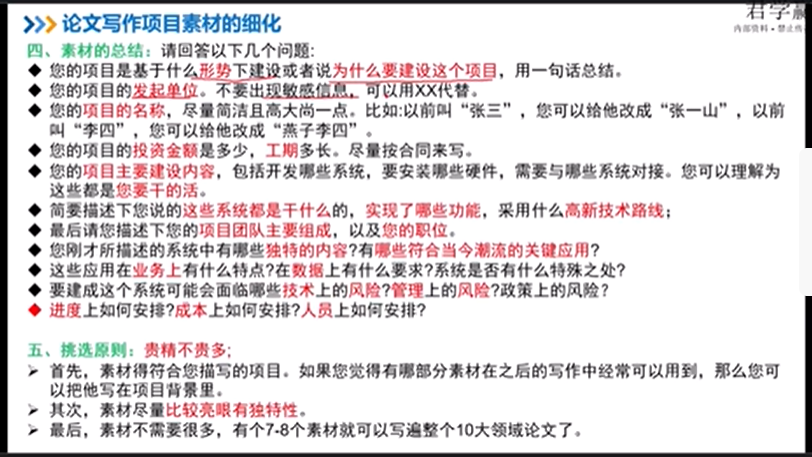 论文写作项目素材的细化
君学赢
内部资料•禁止传
四、素材的总结：请回答以下几个问题:
◆ 您的项目是基于什么形势下建设或者说为什么要建设这个项目，用一句话总结。
◆ 您的项目的发起单位。不要出现敏感信息，可以用XX代替。
◆ 您的项目的名称，尽量简洁且高大尚一点。比如:以前叫“张三”，您可以给他改成“张一山”，以前
叫“李四”，您可以给他改成“燕子李四”。
◆ 您的项目的投资金额是多少，工期多长。尽量按合同来写。
◆ 您的项目主要建设内容，包括开发哪些系统，要安装哪些硬件，需要与哪些系统对接。您可以理解为
这些都是您要干的活。
◆ 简要描述下您说的这些系统都是干什么的，实现了哪些功能，采用什么高新技术路线；
◆ 最后请您描述下您的项目团队主要组成，以及您的职位。
◆ 您刚才所描述的系统中有哪些独特的内容?有哪些符合当今潮流的关键应用?
◆ 这些应用在业务上有什么特点?在数据上有什么要求?系统是否有什么特殊之处?
◆ 要建成这个系统可能会面临哪些技术上的风险?管理上的风险?政策上的风险?
◆ 进度上如何安排?成本上如何安排?人员上如何安排?
五、挑选原则：贵精不贵多;
➢ 首先，素材得符合您描写的项目。如果您觉得有哪部分素材在之后的写作中经常可以用到，那么您可
以把他写在项目背景里。
➢ 其次，素材尽量比较亮眼有独特性。
➢ 最后，素材不需要很多，有个7-8个素材就可以写遍整个10大领域论文了。